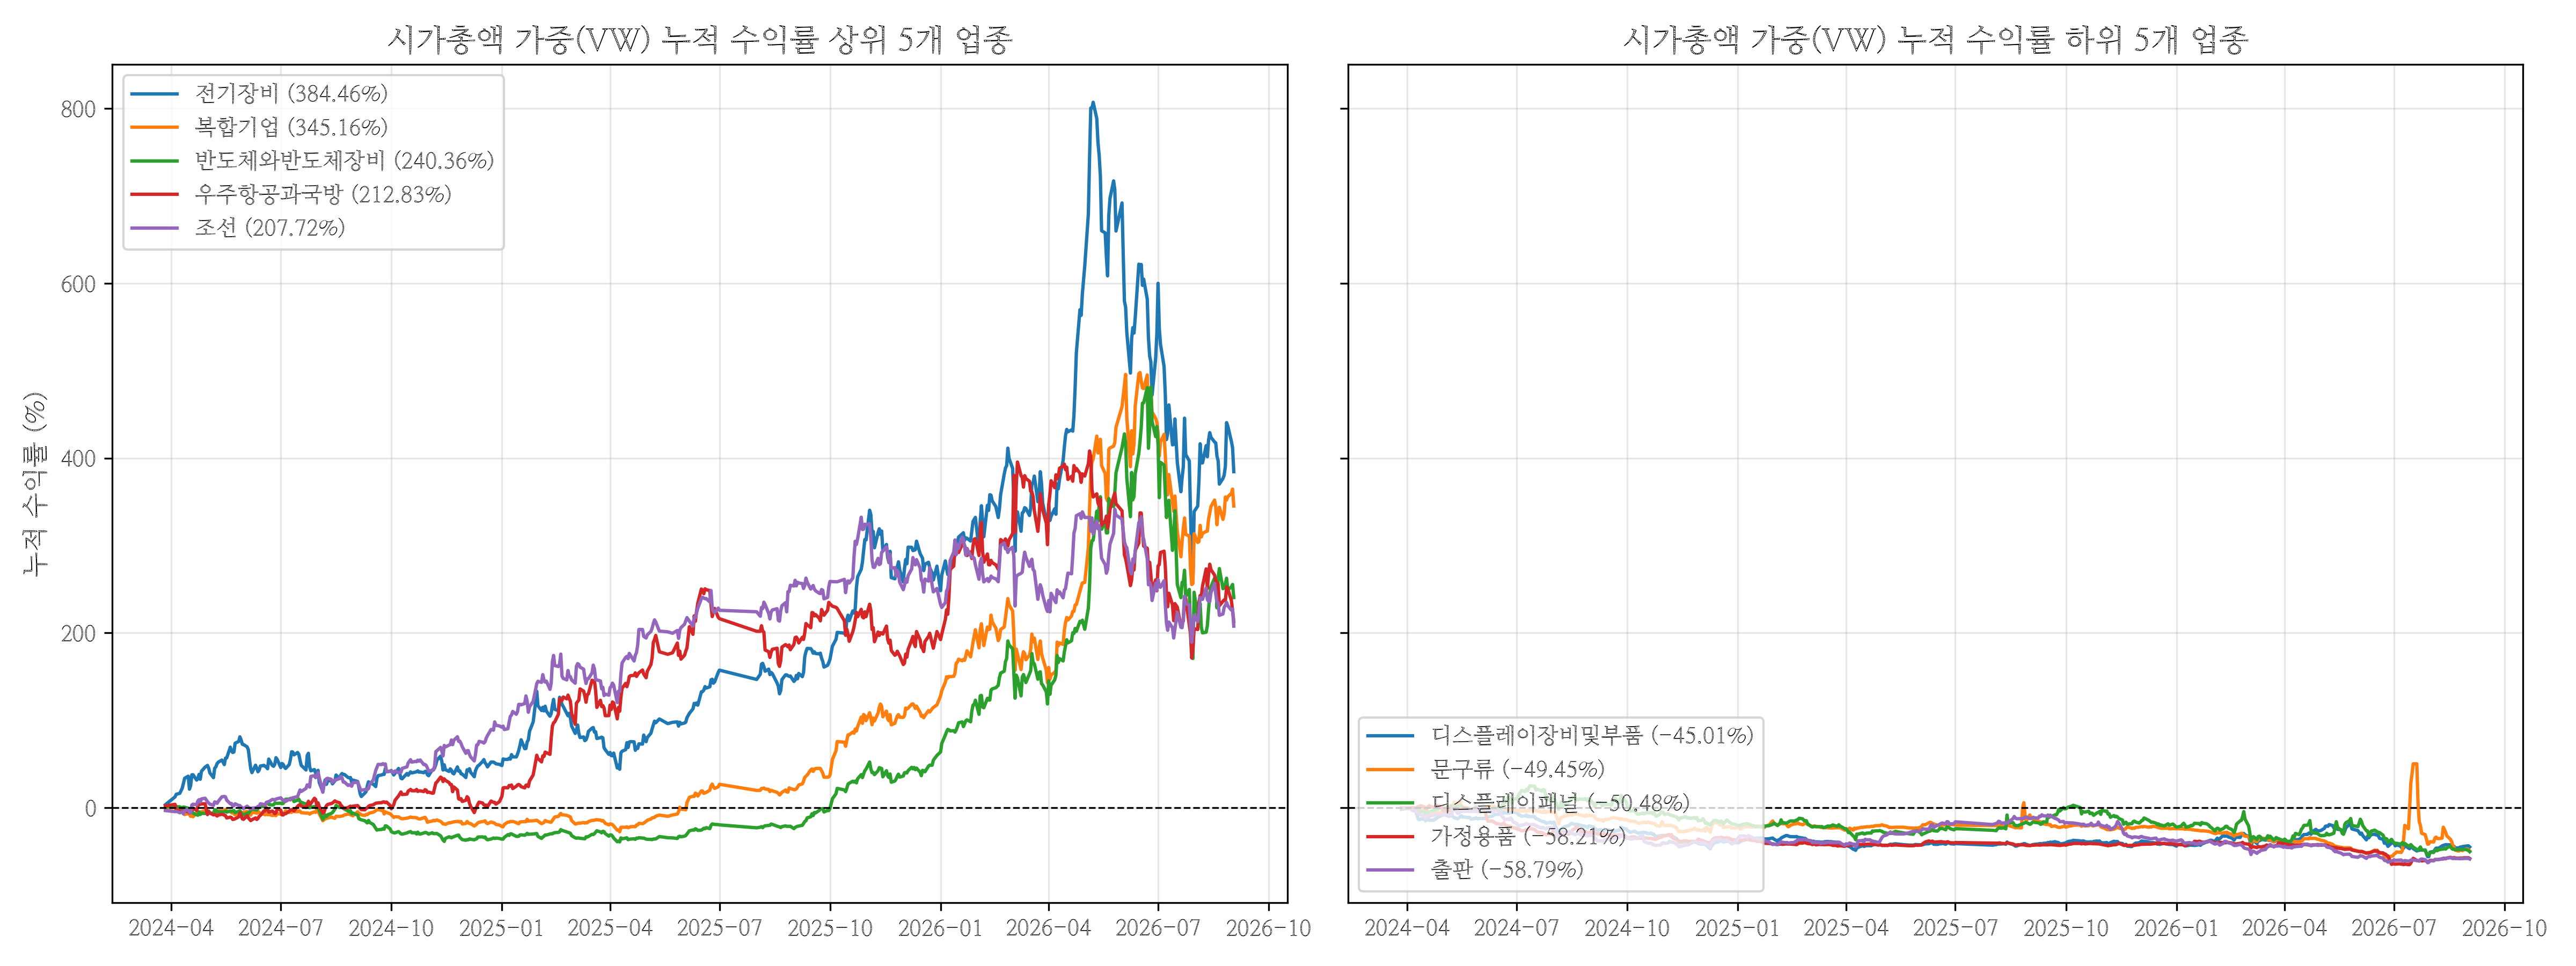 시가총액 가중(VW) 누적 수익률 상위 5개 업종
누적 수익률 (%)
800
600
400
200
0
전기장비 (384.46%)
복합기업 (345.16%)
반도체와반도체장비 (240.36%)
우주항공과국방 (212.83%)
조선 (207.72%)
2024-04 2024-07 2024-10 2025-01 2025-04 2025-07 2025-10 2026-01 2026-04 2026-07 2026-10
시가총액 가중(VW) 누적 수익률 하위 5개 업종
디스플레이장비및부품 (-45.01%)
문구류 (-49.45%)
디스플레이패널 (-50.48%)
가정용품 (-58.21%)
출판 (-58.79%)
2024-04 2024-07 2024-10 2025-01 2025-04 2025-07 2025-10 2026-01 2026-04 2026-07 2026-10